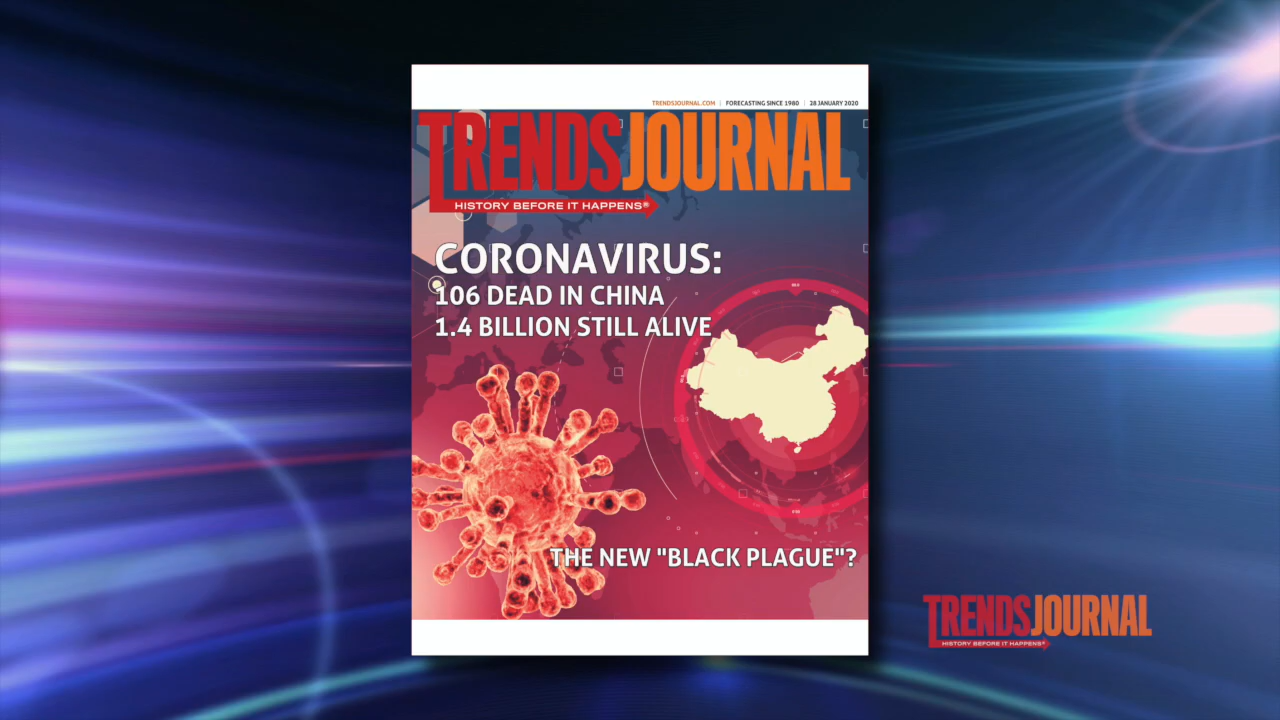 TRENDSJOURNAL.COM | FORECASTING SINCE 1980 | 28 JANUARY 2020
TRENDSJOURNAL
HISTORY BEFORE IT HAPPENS®
CORONAVIRUS:
106 DEAD IN CHINA
1.4 BILLION STILL ALIVE
THE NEW "BLACK PLAGUE"?
TRENDSJOURNAL
HISTORY BEFORE IT HAPPENS®